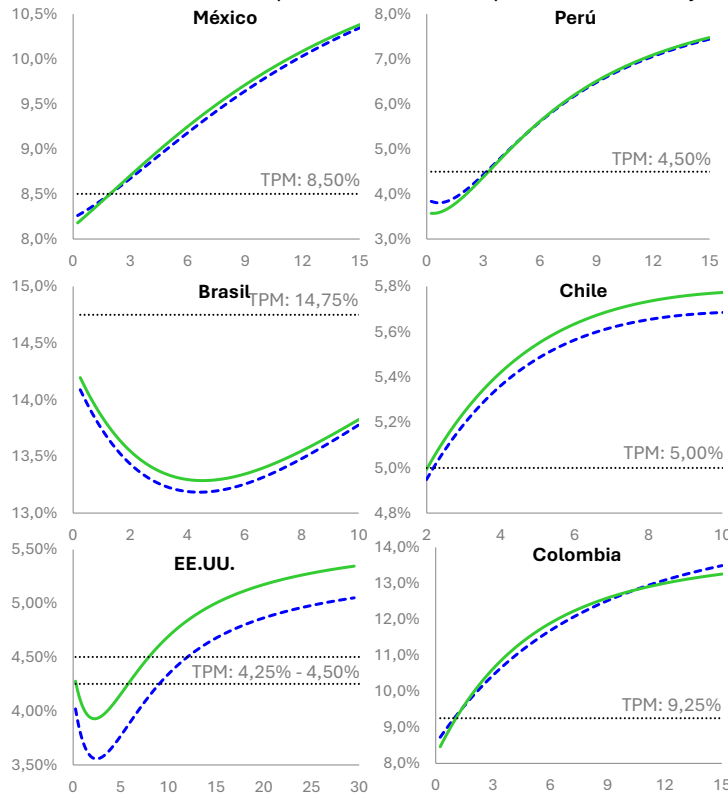 México
10,5%
10,0%
9,5%
9,0%
8,5%
8,0%
TPM: 8,50%
0 3 6 9 12 15
Perú
8,0%
7,0%
6,0%
5,0%
4,0%
3,0%
TPM: 4,50%
0 3 6 9 12 15
Brasil
15,0%
14,5%
14,0%
13,5%
13,0%
TPM: 14,75%
0 2 4 6 8 10
Chile
5,8%
5,6%
5,4%
5,2%
5,0%
4,8%
TPM: 5,00%
2 4 6 8 10
EE.UU.
5,50%
5,00%
4,50%
4,00%
3,50%
TPM: 4,25% - 4,50%
0 5 10 15 20 25 30
Colombia
14,0%
13,0%
12,0%
11,0%
10,0%
9,0%
8,0%
TPM: 9,25%
0 3 6 9 12 15